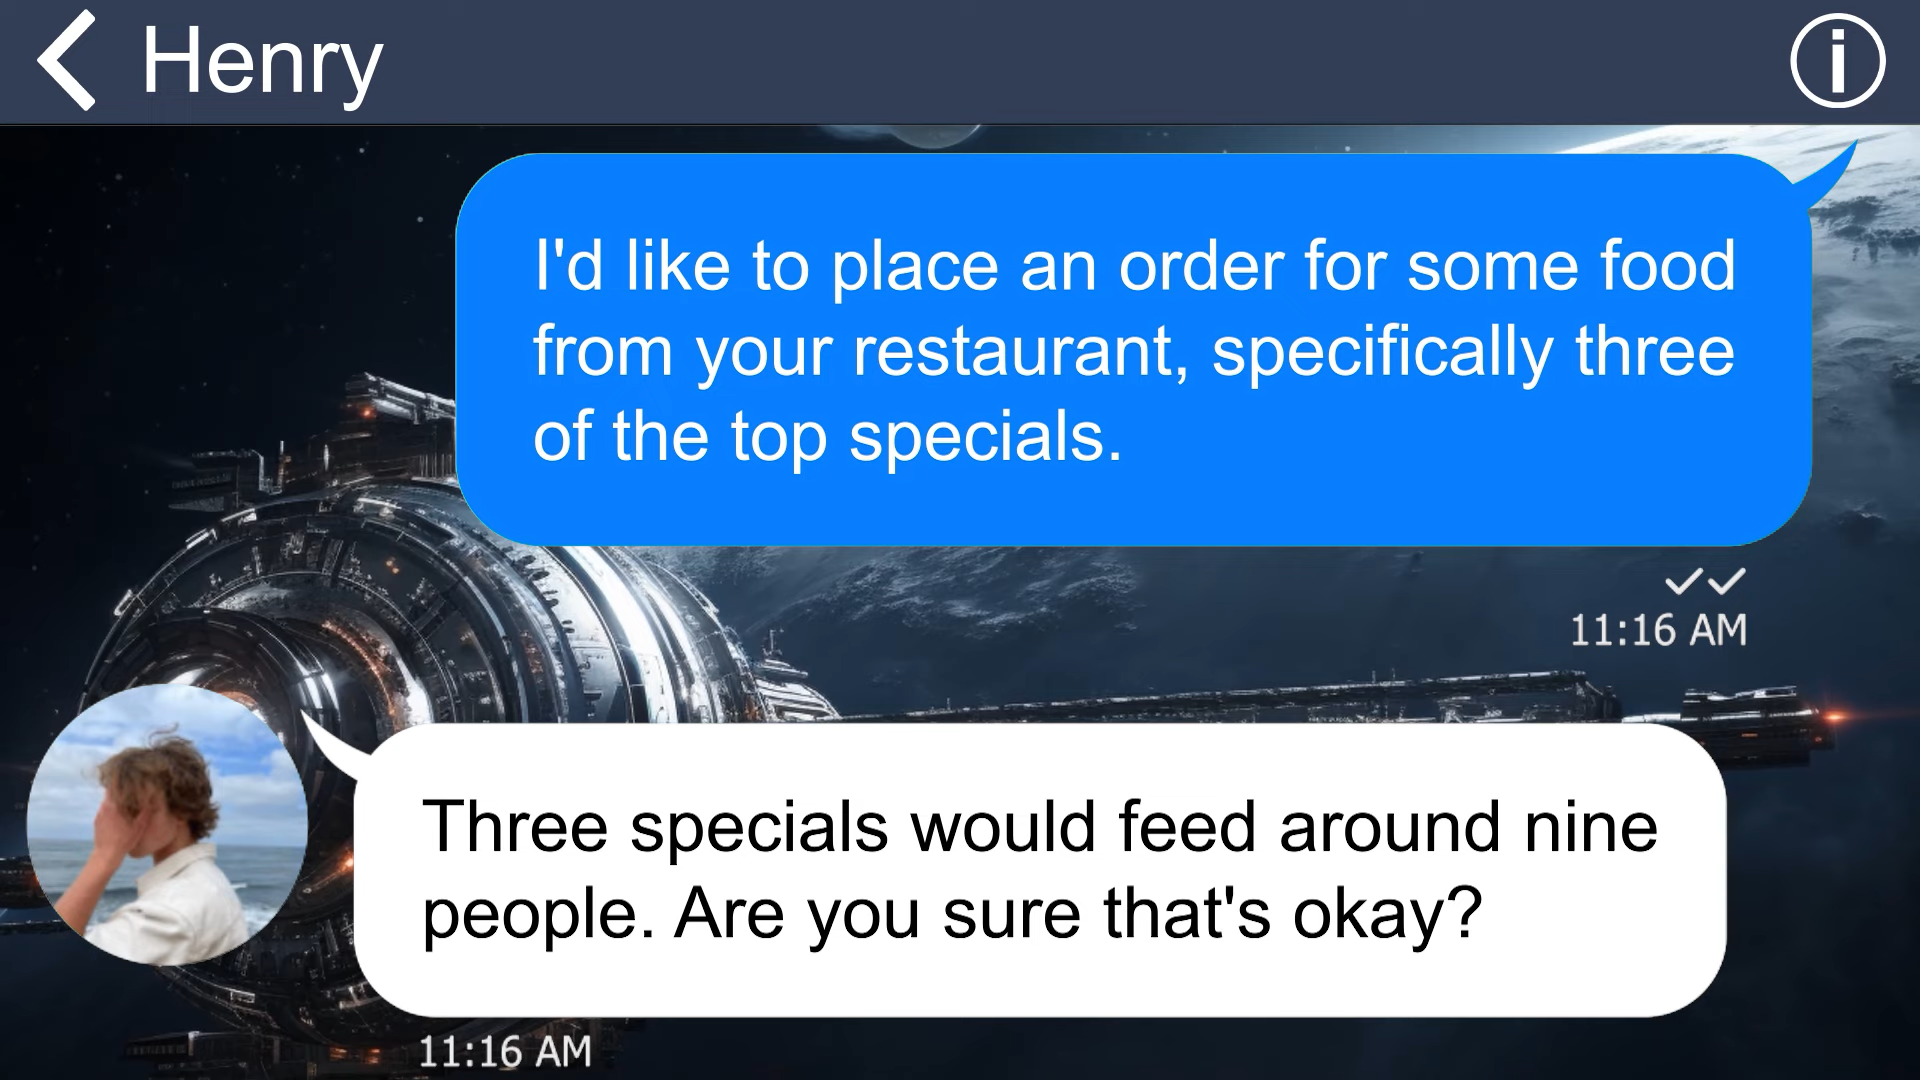 Henry
I'd like to place an order for some food
from your restaurant, specifically three
of the top specials.
11:16 AM
Three specials would feed around nine
people. Are you sure that's okay?
11:16 AM